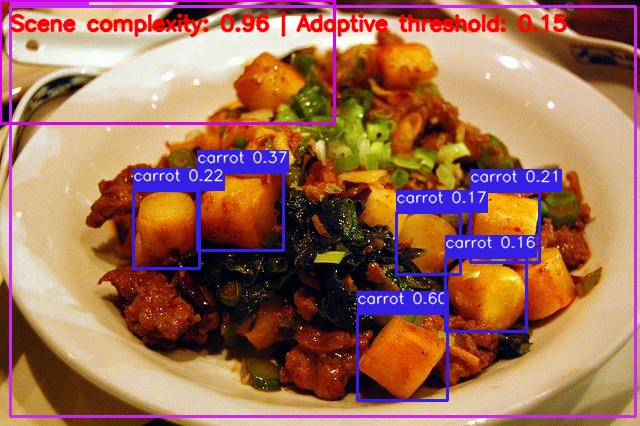 Scene complexity: 0.96 | Adaptive threshold: 0.15
carrot 0.37
carrot 0.22
carrot 0.21
carrot 0.17
carrot 0.16
carrot 0.60